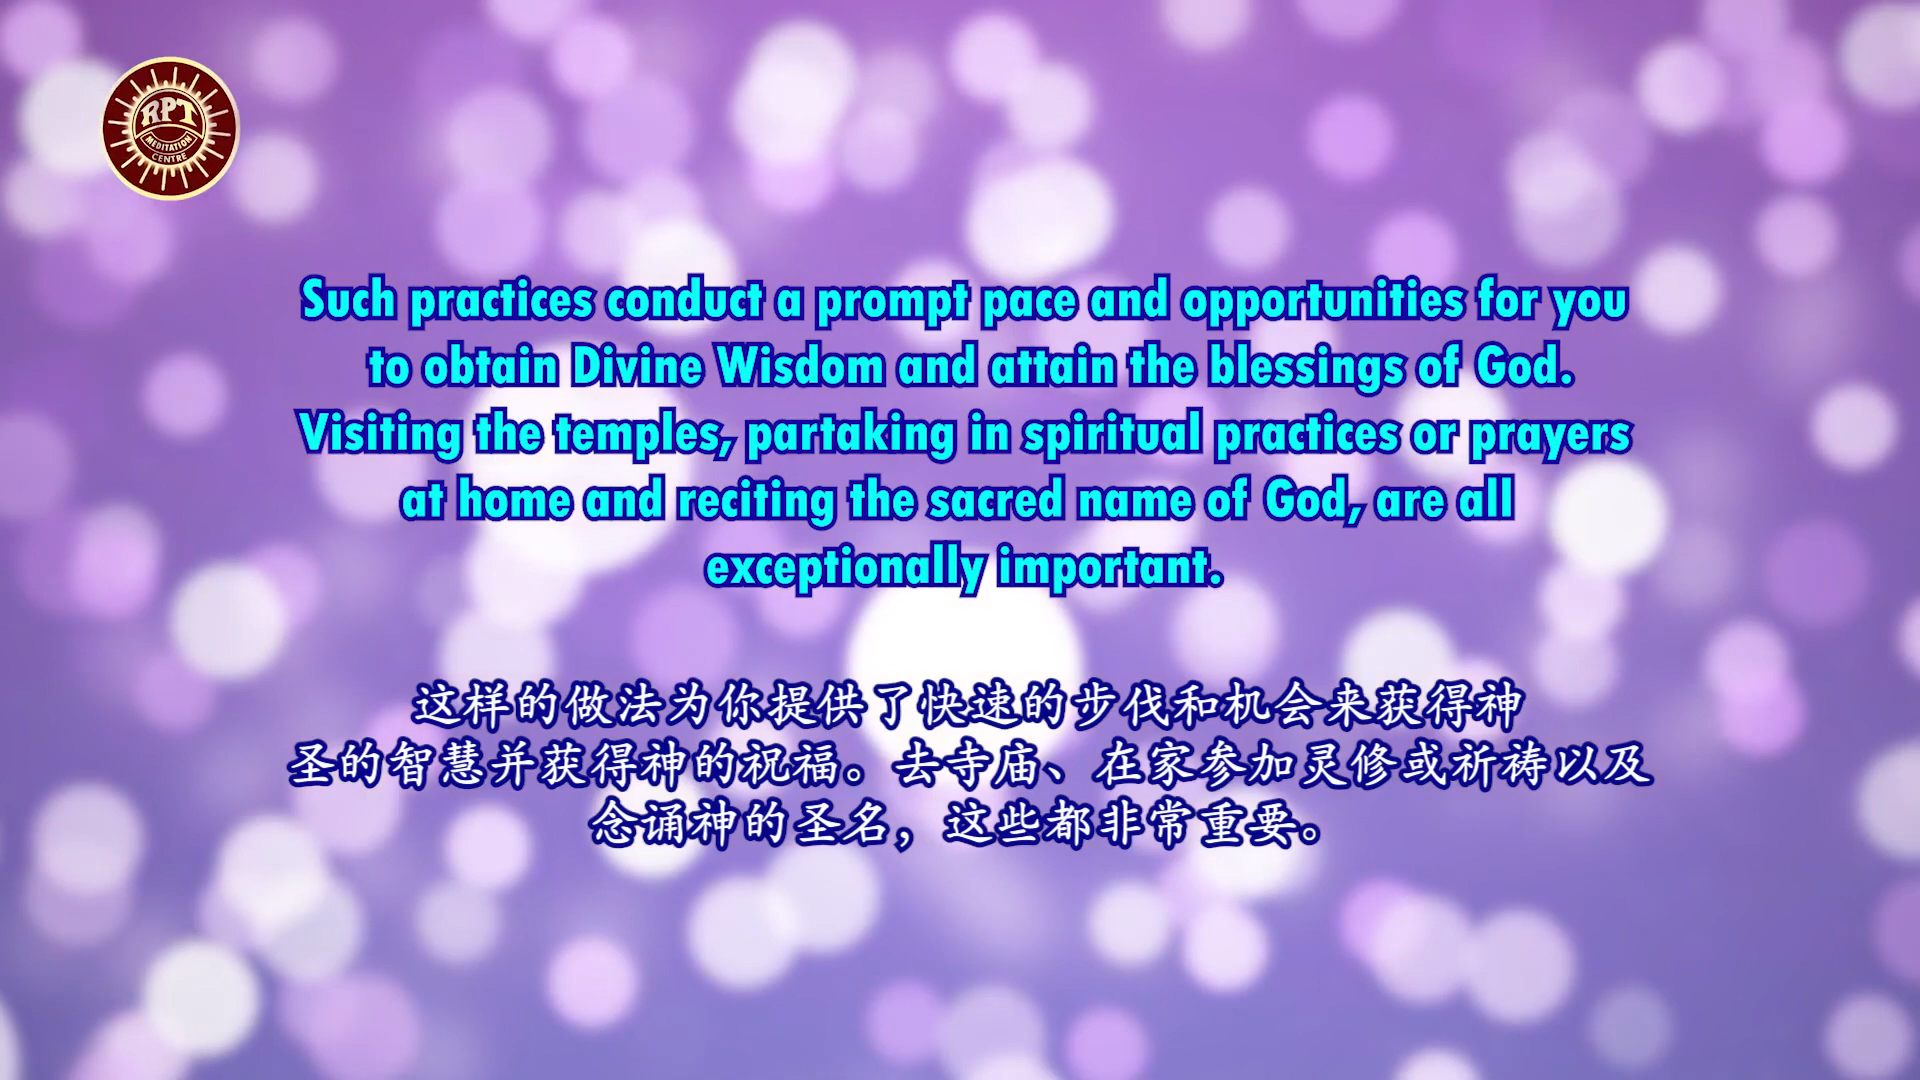 RPT
MEDITATION
CENTRE
Such practices conduct a prompt pace and opportunities for you
to obtain Divine Wisdom and attain the blessings of God.
Visiting the temples, partaking in spiritual practices or prayers
at home and reciting the sacred name of God, are all
exceptionally important.
这样的做法为你提供了快速的步伐和机会来获得神
圣的智慧并获得神的祝福。去寺庙、在家参加灵修或祈祷以及
念诵神的圣名，这些都非常重要。